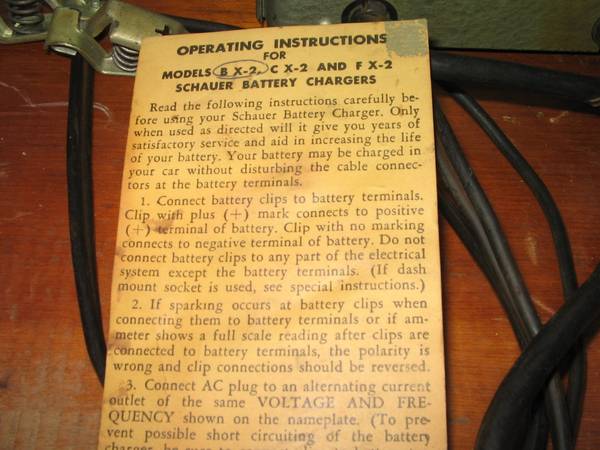 OPERATING INSTRUCTIONS
FOR
MODELS B X-2, C X-2 AND F X-2
SCHAUER BATTERY CHARGERS
Read the following instructions carefully be-
fore using your Schauer Battery Charger. Only
when used as directed will it give you years of
satisfactory service and aid in increasing the life
of your battery. Your battery may be charged in
your car without disturbing the cable connec-
tors at the battery terminals.
1. Connect battery clips to battery terminals.
Clip with plus (+) mark connects to positive
(+) terminal of battery. Clip with no marking
connects to negative terminal of battery. Do not
connect battery clips to any part of the electrical
system except the battery terminals. (If dash
mount socket is used, see special instructions.)
2. If sparking occurs at battery clips when
connecting them to battery terminals or if am-
meter shows a full scale reading after clips are
connected to battery terminals, the polarity is
wrong and clip connections should be reversed.
3. Connect AC plug to an alternating current
outlet of the same VOLTAGE AND FRE-
QUENCY shown on the nameplate. (To pre-
vent possible short circuiting of the battery